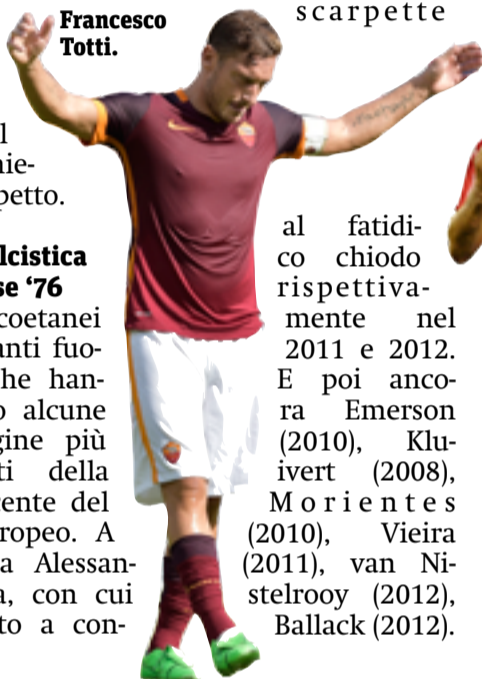 Francesco
Totti.
scarpette
al fatidi-
co chiodo
rispettiva-
mente nel
2011 e 2012.
E poi anco-
ra Emerson
(2010), Klu-
ivert (2008),
Morientes
(2010), Vieira
(2011), van Ni-
stelrooy (2012),
Ballack (2012).
l
nie-
petto.
lcistica
se ‘76
coetanei
anti fuo-
he han-
o alcune
gine più
ti della
cente del
ropeo. A
a Alessan-
a, con cui
to a con-